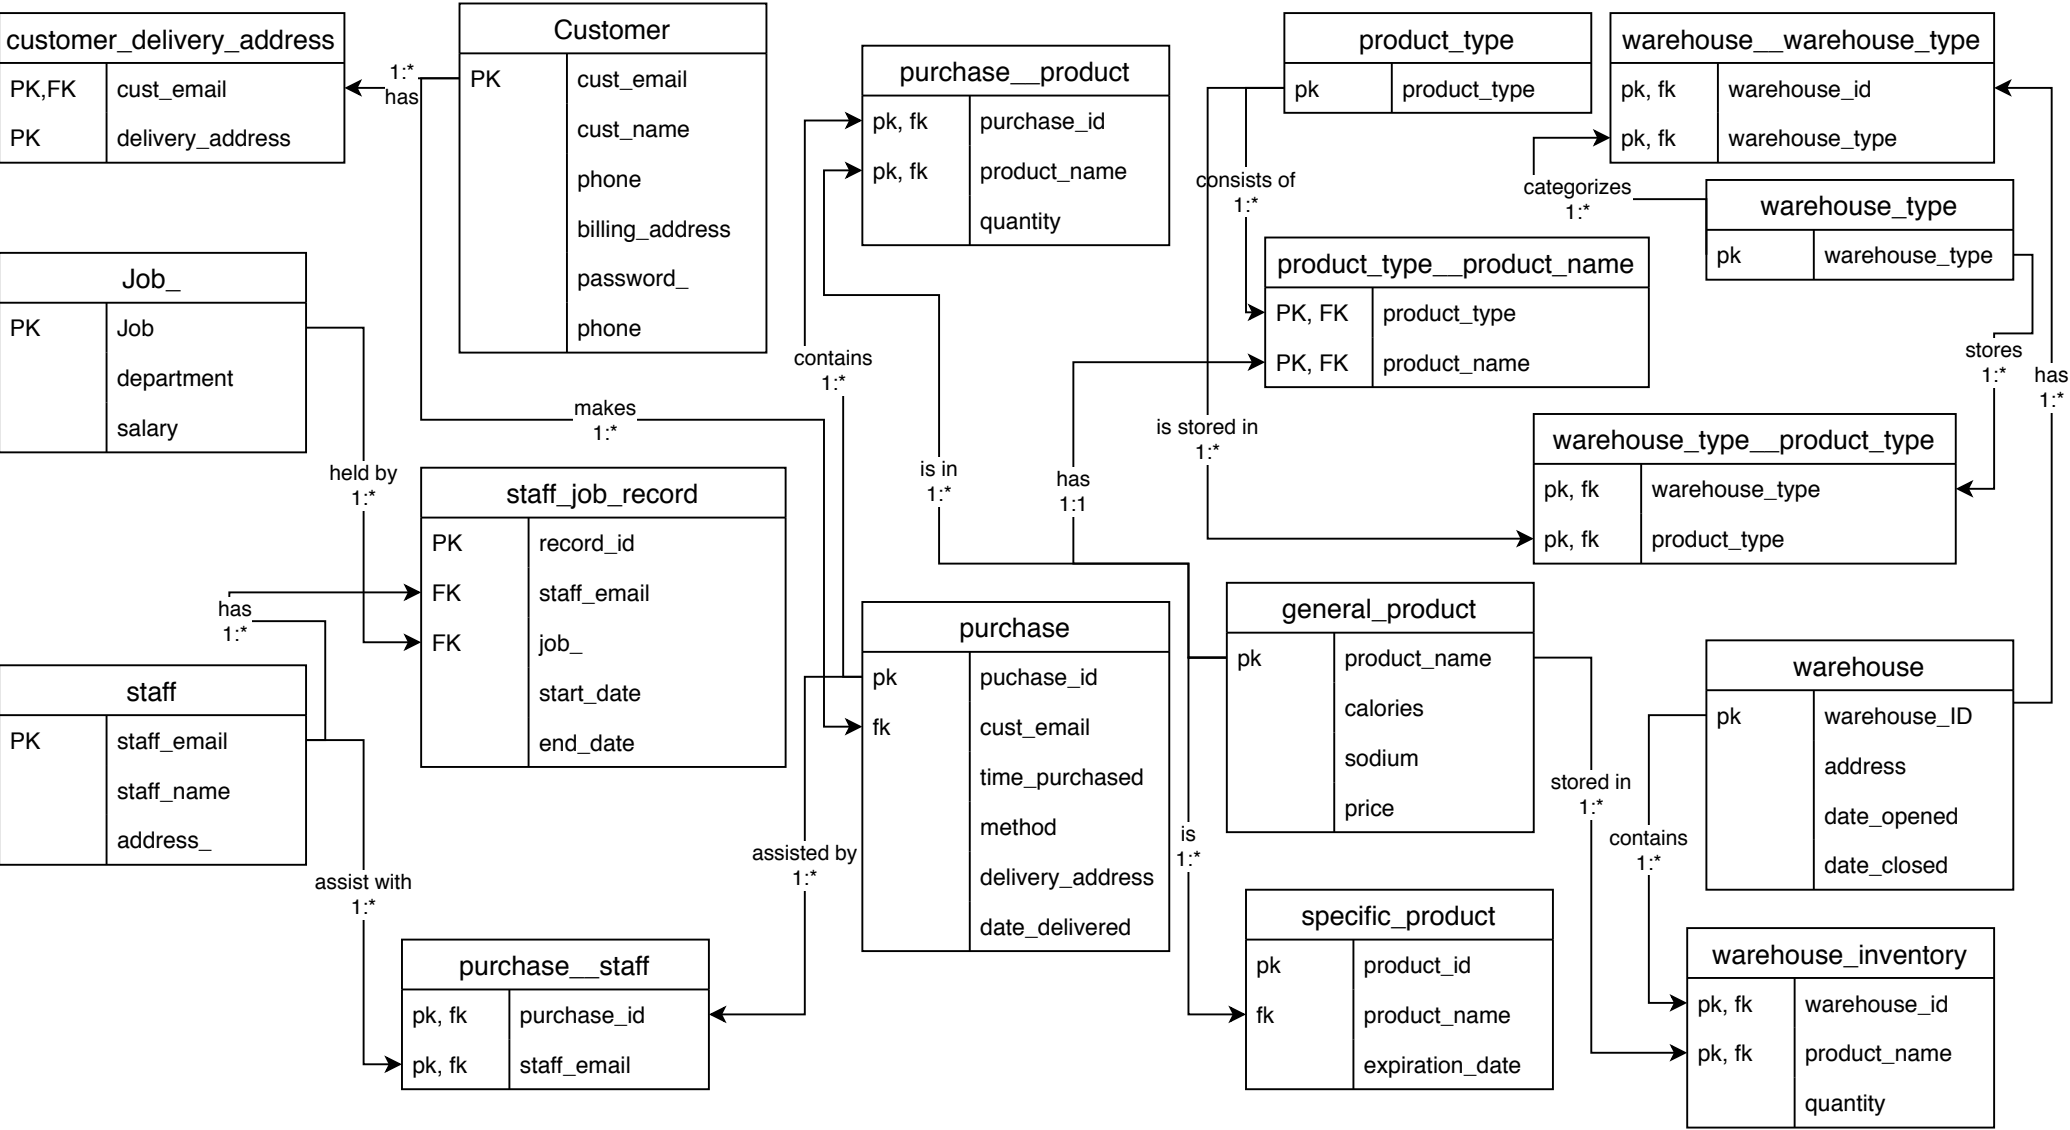 customer_delivery_address
PK,FK cust_email
PK delivery_address
1:*
has
Customer
PK cust_email
cust_name
phone
billing_address
password_
phone
Job_
PK Job
department
salary
held by
1:*
makes
1:*
staff_job_record
PK record_id
FK staff_email
FK job_
start_date
end_date
has
1:*
staff
PK staff_email
staff_name
address_
assist with
1:*
purchase__staff
pk, fk purchase_id
pk, fk staff_email
assisted by
1:*
purchase__product
pk, fk purchase_id
pk, fk product_name
quantity
contains
1:*
is in
1:*
has
1:1
purchase
pk puchase_id
fk cust_email
time_purchased
method
delivery_address
date_delivered
product_type
pk product_type
consists of
1:*
product_type__product_name
PK, FK product_type
PK, FK product_name
is stored in
1:*
warehouse__warehouse_type
pk, fk warehouse_id
pk, fk warehouse_type
categorizes
1:*
warehouse_type
pk warehouse_type
stores
1:*
has
1:*
warehouse_type__product_type
pk, fk warehouse_type
pk, fk product_type
general_product
pk product_name
calories
sodium
price
is
1:*
specific_product
pk product_id
fk product_name
expiration_date
stored in
1:*
contains
1:*
warehouse
pk warehouse_ID
address
date_opened
date_closed
warehouse_inventory
pk, fk warehouse_id
pk, fk product_name
quantity